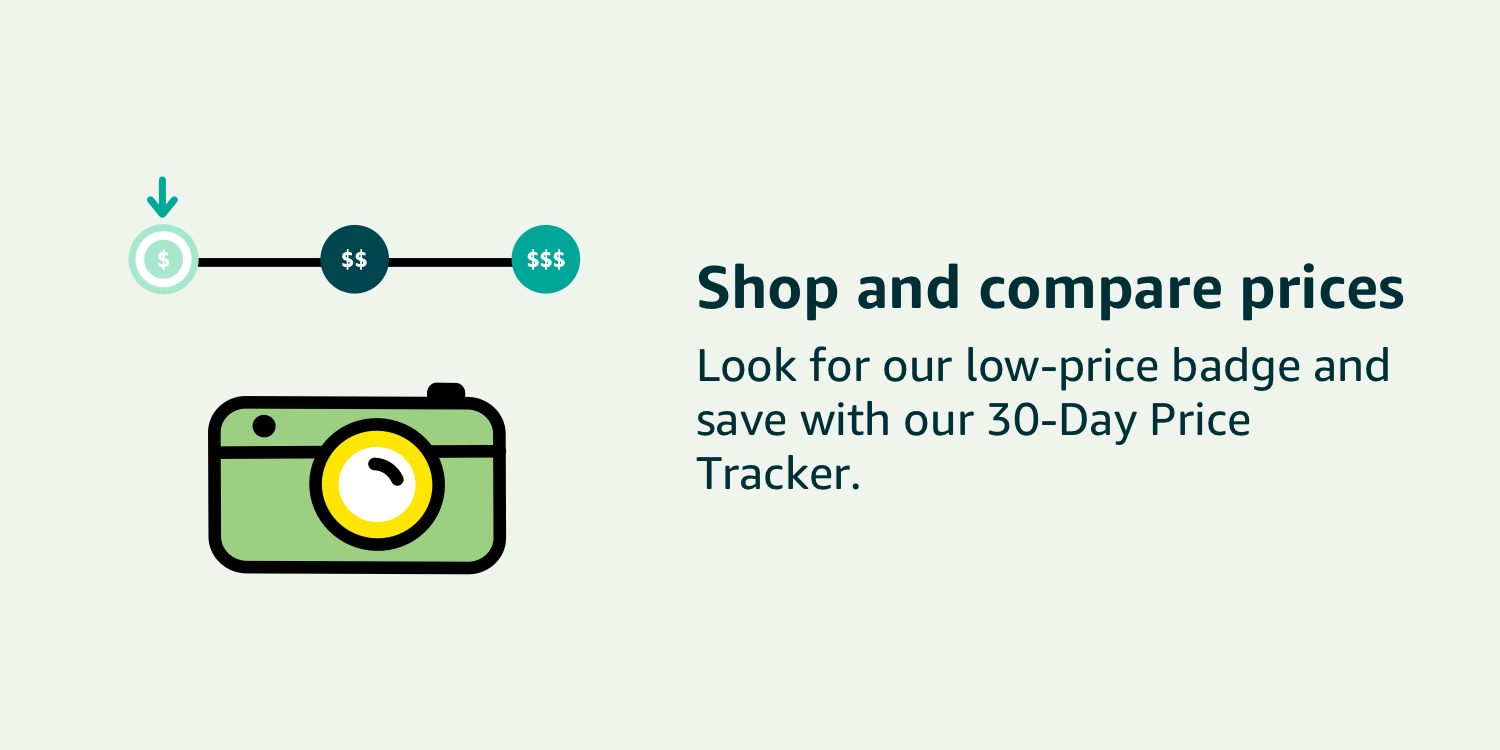 $ $$ $$$
Shop and compare prices
Look for our low-price badge and
save with our 30-Day Price
Tracker.